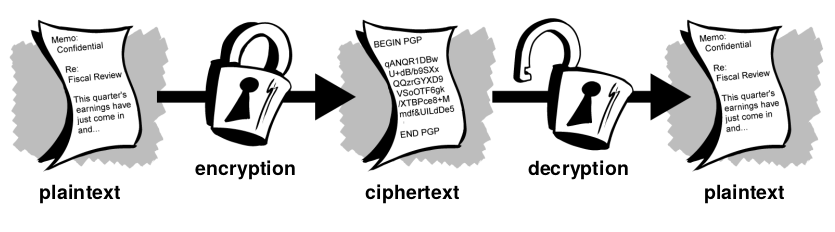 Memo:
Confidential
Re:
Fiscal Review
This quarter's
earnings have
just come in
and...
BEGIN PGP
qANQR1DBw
U+dB/b9SXx
QQzrGYXD9
VSoOTF6gk
/XTBPce8+M
mdf&UILdDe5
END PGP
Memo:
Confidential
Re:
Fiscal Review
This quarter's
earnings have
just come in
and...
encryption
decryption
plaintext
ciphertext
plaintext